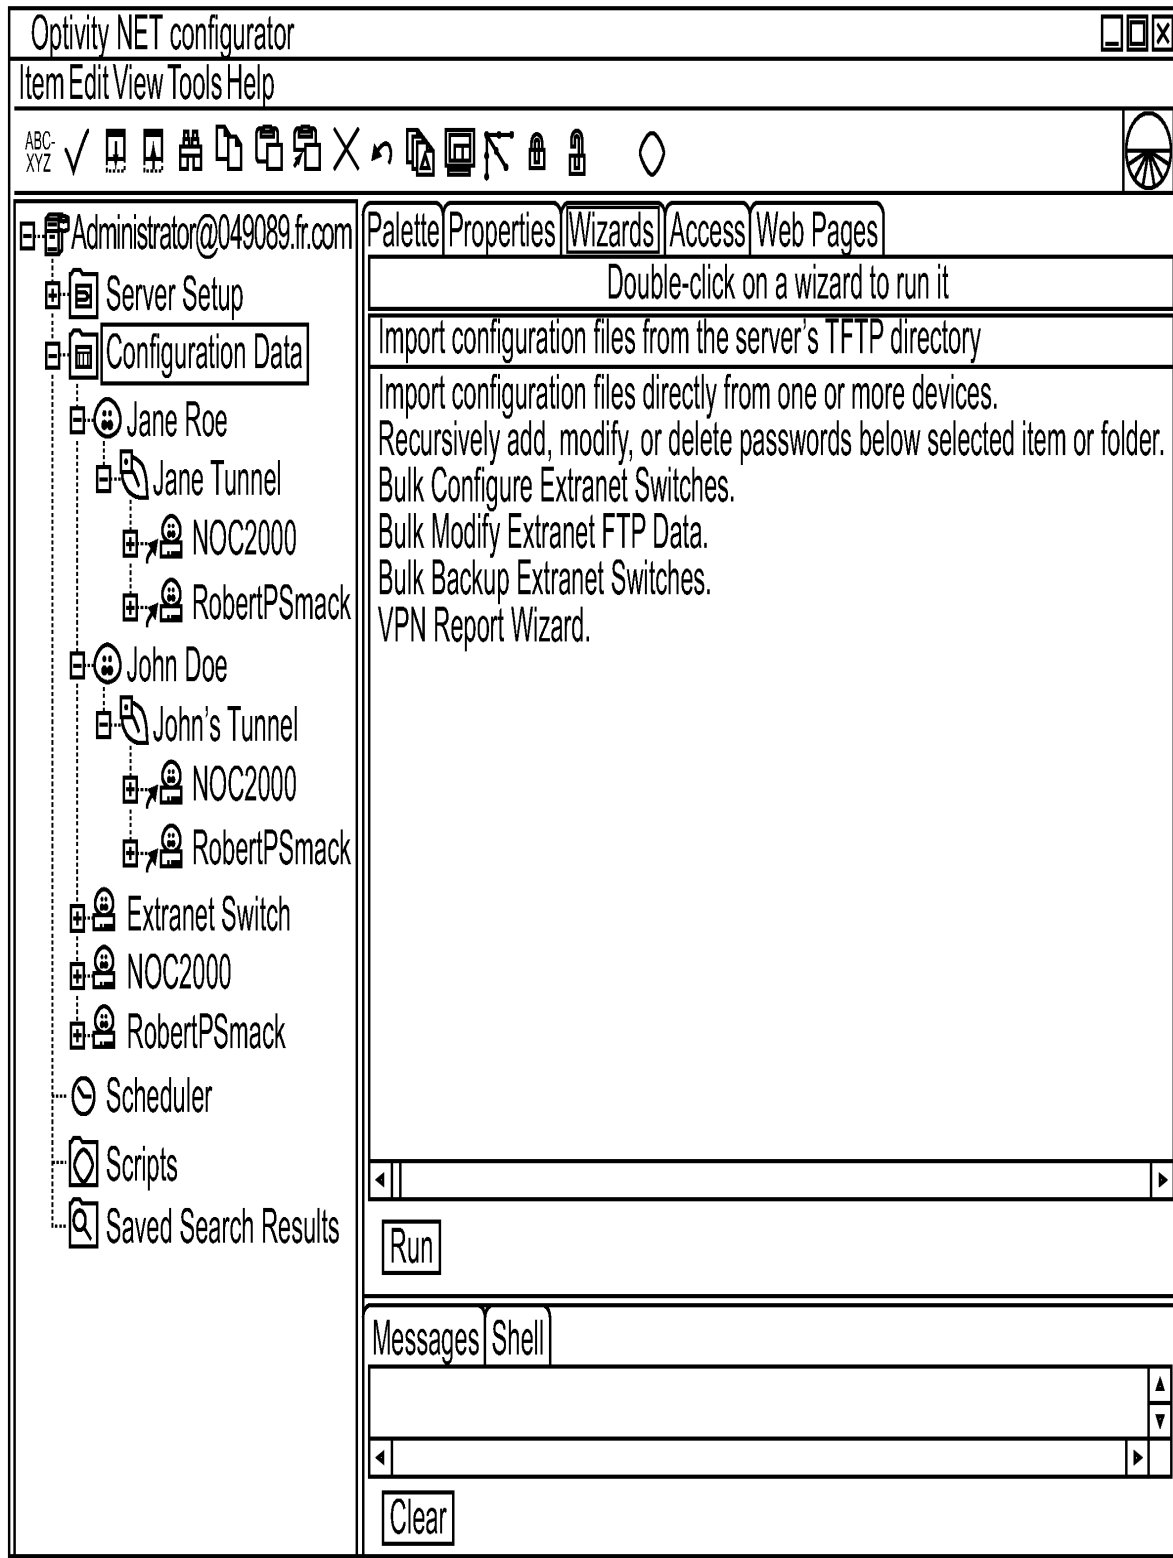 Optivity NET configurator
Item Edit View Tools Help
ABC-
XYZ
Administrator@049089.fr.com
Server Setup
Configuration Data
Jane Roe
Jane Tunnel
NOC2000
RobertPSmack
John Doe
John's Tunnel
NOC2000
RobertPSmack
Extranet Switch
NOC2000
RobertPSmack
Scheduler
Scripts
Saved Search Results
Palette Properties Wizards Access Web Pages
Double-click on a wizard to run it
Import configuration files from the server's TFTP directory
Import configuration files directly from one or more devices.
Recursively add, modify, or delete passwords below selected item or folder.
Bulk Configure Extranet Switches.
Bulk Modify Extranet FTP Data.
Bulk Backup Extranet Switches.
VPN Report Wizard.
Run
Messages Shell
Clear